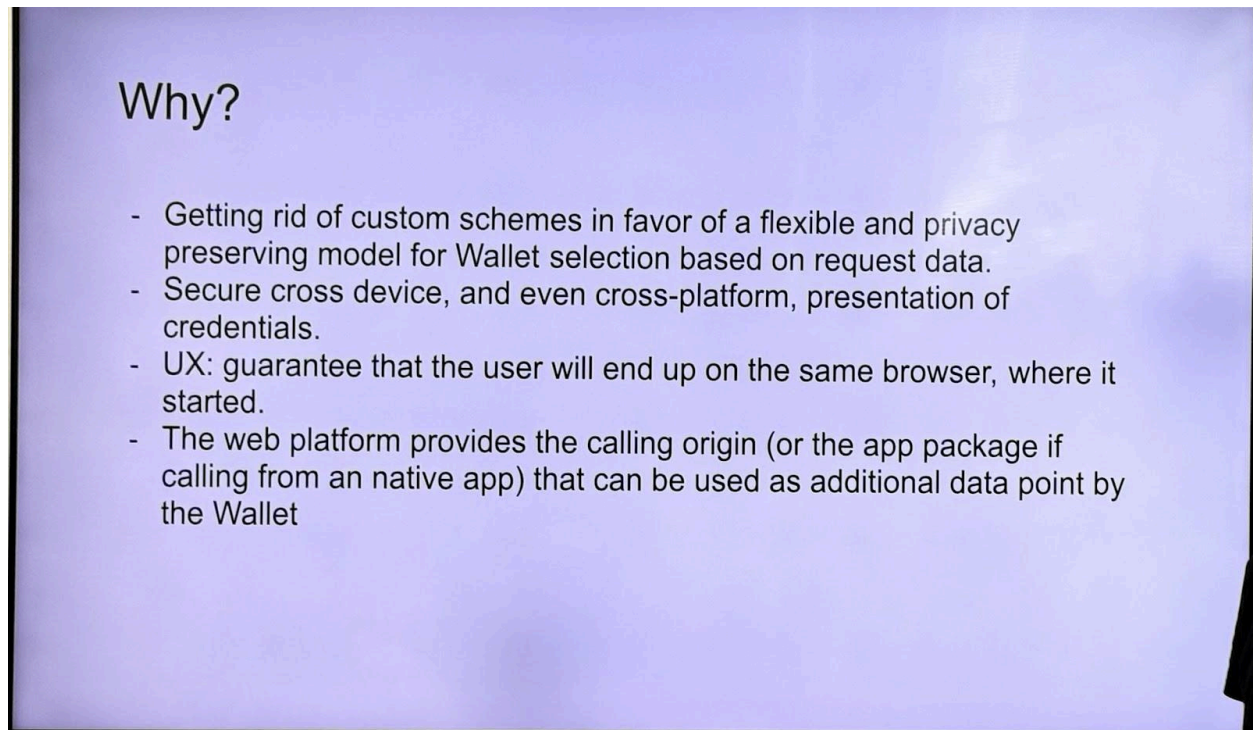 Why?
- Getting rid of custom schemes in favor of a flexible and privacy
preserving model for Wallet selection based on request data.
- Secure cross device, and even cross-platform, presentation of
credentials.
- UX: guarantee that the user will end up on the same browser, where it
started.
- The web platform provides the calling origin (or the app package if
calling from an native app) that can be used as additional data point by
the Wallet